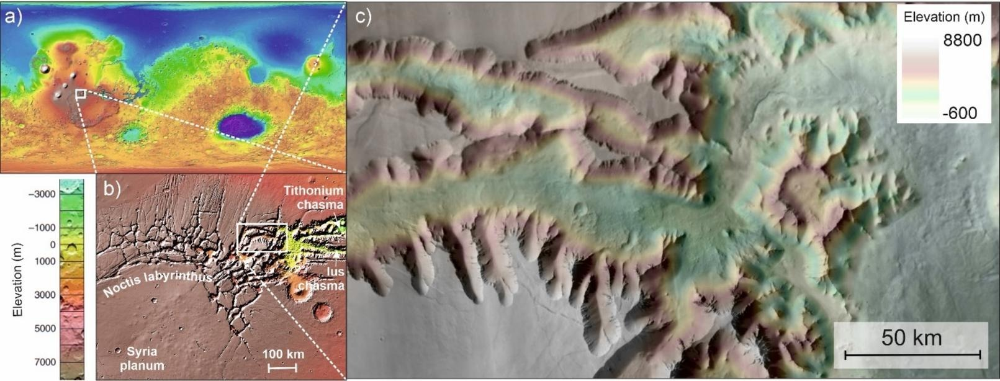 a)
c)
Elevation (m)
8800
-600
b)
Tithonium
chasma
−3000
−1000
0
1000
3000
5000
7000
Elevation (m)
Noctis labyrinthus
Ius
chasma
Syria
planum
100 km
50 km